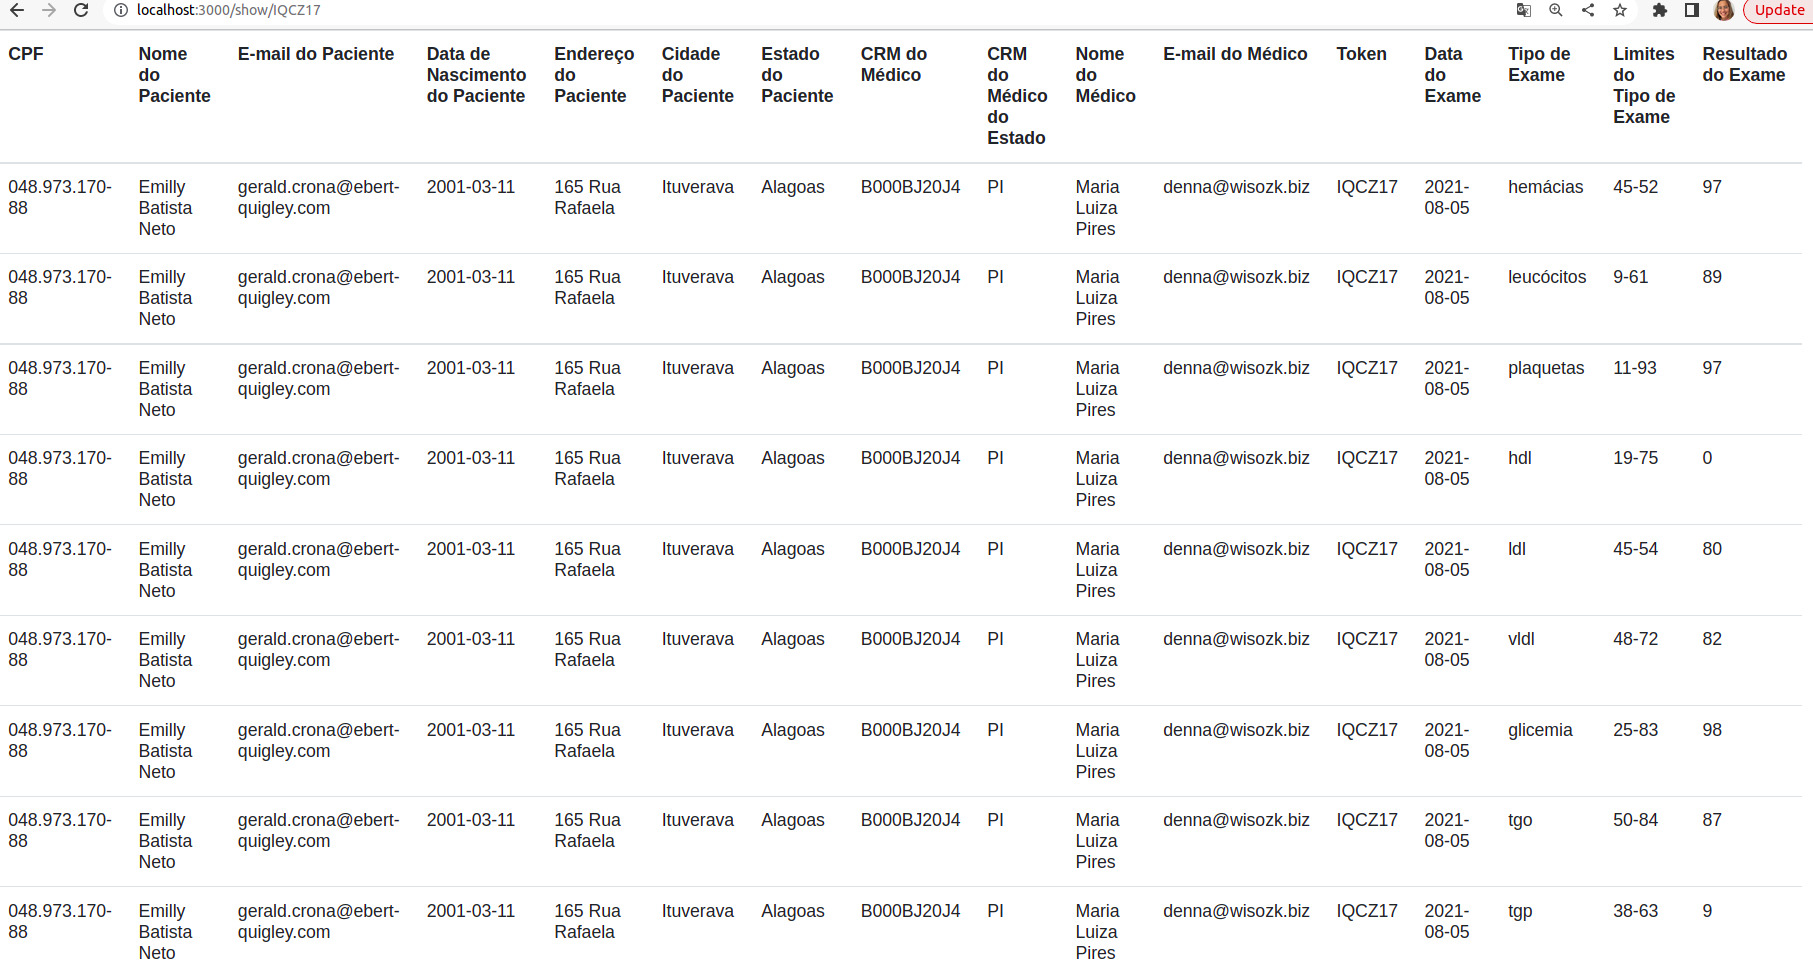 localhost:3000/show/IQCZ17
Update
CPF	Nome do Paciente	E-mail do Paciente	Data de Nascimento do Paciente	Endereço do Paciente	Cidade do Paciente	Estado do Paciente	CRM do Médico	CRM do Médico do Estado	Nome do Médico	E-mail do Médico	Token	Data do Exame	Tipo de Exame	Limites do Tipo de Exame	Resultado do Exame
048.973.170-88	Emilly Batista Neto	gerald.crona@ebert-quigley.com	2001-03-11	165 Rua Rafaela	Ituverava	Alagoas	B000BJ20J4	PI	Maria Luiza Pires	denna@wisozk.biz	IQCZ17	2021-08-05	hemácias	45-52	97
048.973.170-88	Emilly Batista Neto	gerald.crona@ebert-quigley.com	2001-03-11	165 Rua Rafaela	Ituverava	Alagoas	B000BJ20J4	PI	Maria Luiza Pires	denna@wisozk.biz	IQCZ17	2021-08-05	leucócitos	9-61	89
048.973.170-88	Emilly Batista Neto	gerald.crona@ebert-quigley.com	2001-03-11	165 Rua Rafaela	Ituverava	Alagoas	B000BJ20J4	PI	Maria Luiza Pires	denna@wisozk.biz	IQCZ17	2021-08-05	plaquetas	11-93	97
048.973.170-88	Emilly Batista Neto	gerald.crona@ebert-quigley.com	2001-03-11	165 Rua Rafaela	Ituverava	Alagoas	B000BJ20J4	PI	Maria Luiza Pires	denna@wisozk.biz	IQCZ17	2021-08-05	hdl	19-75	0
048.973.170-88	Emilly Batista Neto	gerald.crona@ebert-quigley.com	2001-03-11	165 Rua Rafaela	Ituverava	Alagoas	B000BJ20J4	PI	Maria Luiza Pires	denna@wisozk.biz	IQCZ17	2021-08-05	ldl	45-54	80
048.973.170-88	Emilly Batista Neto	gerald.crona@ebert-quigley.com	2001-03-11	165 Rua Rafaela	Ituverava	Alagoas	B000BJ20J4	PI	Maria Luiza Pires	denna@wisozk.biz	IQCZ17	2021-08-05	vldl	48-72	82
048.973.170-88	Emilly Batista Neto	gerald.crona@ebert-quigley.com	2001-03-11	165 Rua Rafaela	Ituverava	Alagoas	B000BJ20J4	PI	Maria Luiza Pires	denna@wisozk.biz	IQCZ17	2021-08-05	glicemia	25-83	98
048.973.170-88	Emilly Batista Neto	gerald.crona@ebert-quigley.com	2001-03-11	165 Rua Rafaela	Ituverava	Alagoas	B000BJ20J4	PI	Maria Luiza Pires	denna@wisozk.biz	IQCZ17	2021-08-05	tgo	50-84	87
048.973.170-88	Emilly Batista Neto	gerald.crona@ebert-quigley.com	2001-03-11	165 Rua Rafaela	Ituverava	Alagoas	B000BJ20J4	PI	Maria Luiza Pires	denna@wisozk.biz	IQCZ17	2021-08-05	tgp	38-63	9